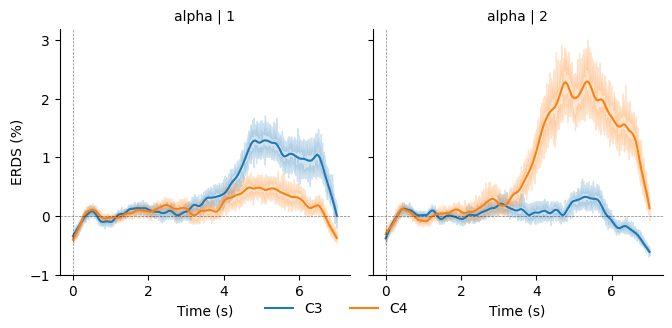 alpha | 1
alpha | 2
ERDS (%)
3
2
1
0
−1
0 2 4 6
0 2 4 6
Time (s)
Time (s)
C3 C4